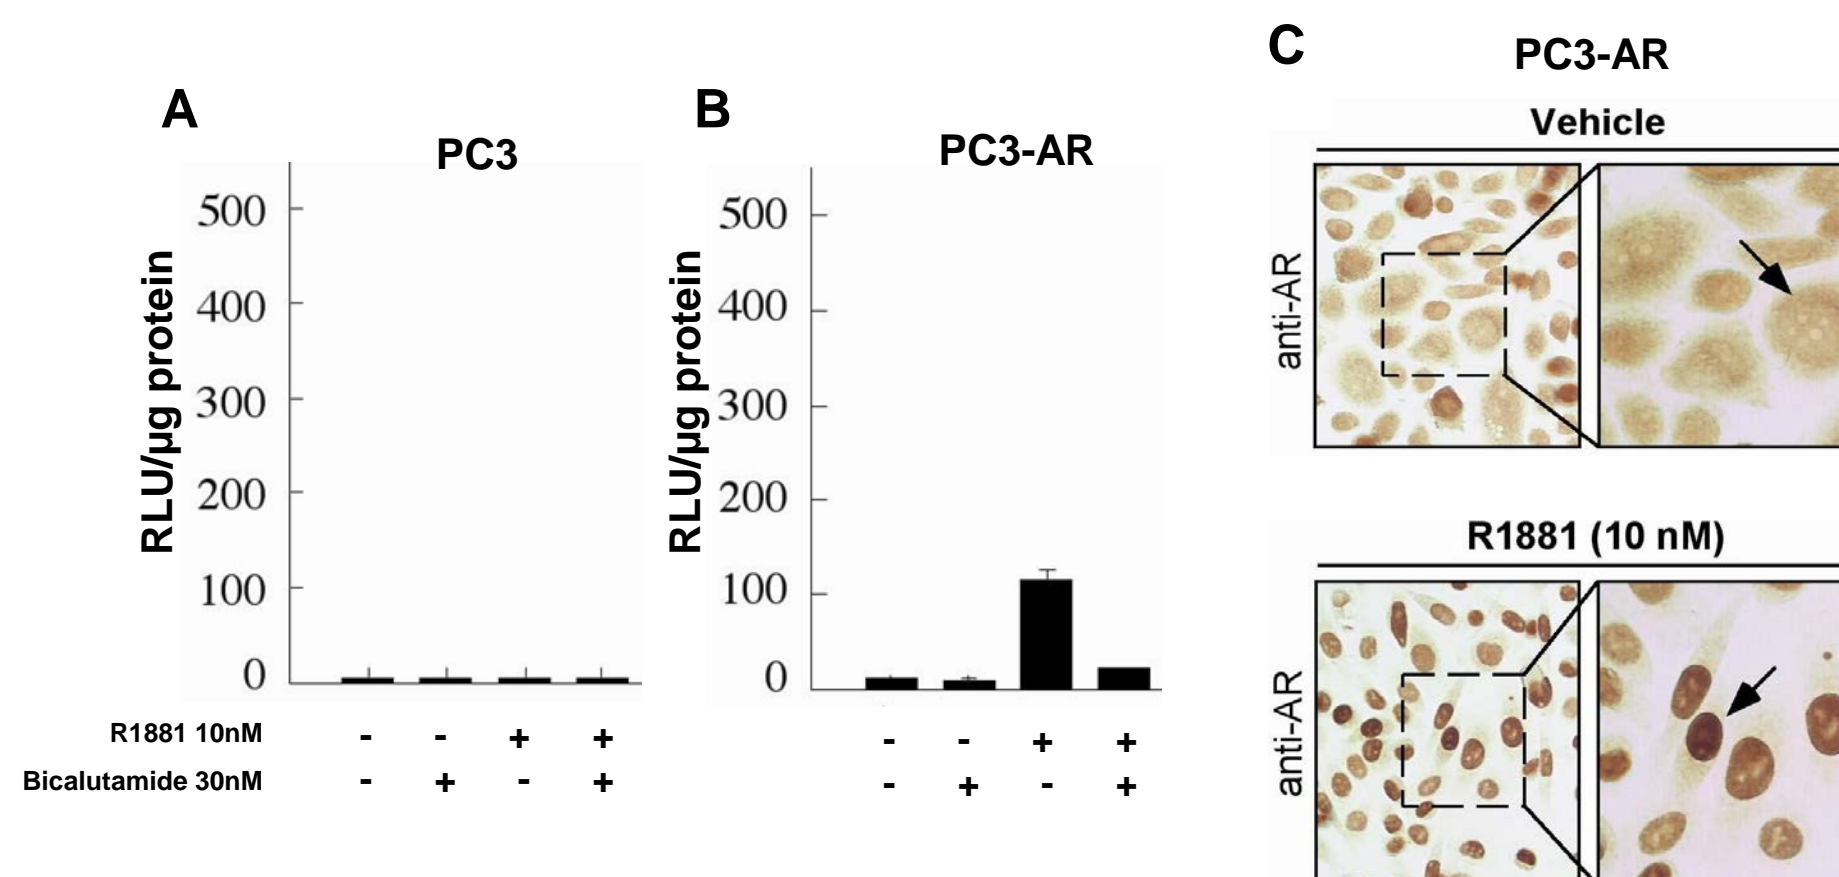 A
PC3
RLU/µg protein
500
400
300
200
100
0
R1881 10nM - - + +
Bicalutamide 30nM - + - +
B
PC3-AR
RLU/µg protein
500
400
300
200
100
0
- - + +
- + - +
C
PC3-AR
Vehicle
anti-AR
R1881 (10 nM)
anti-AR